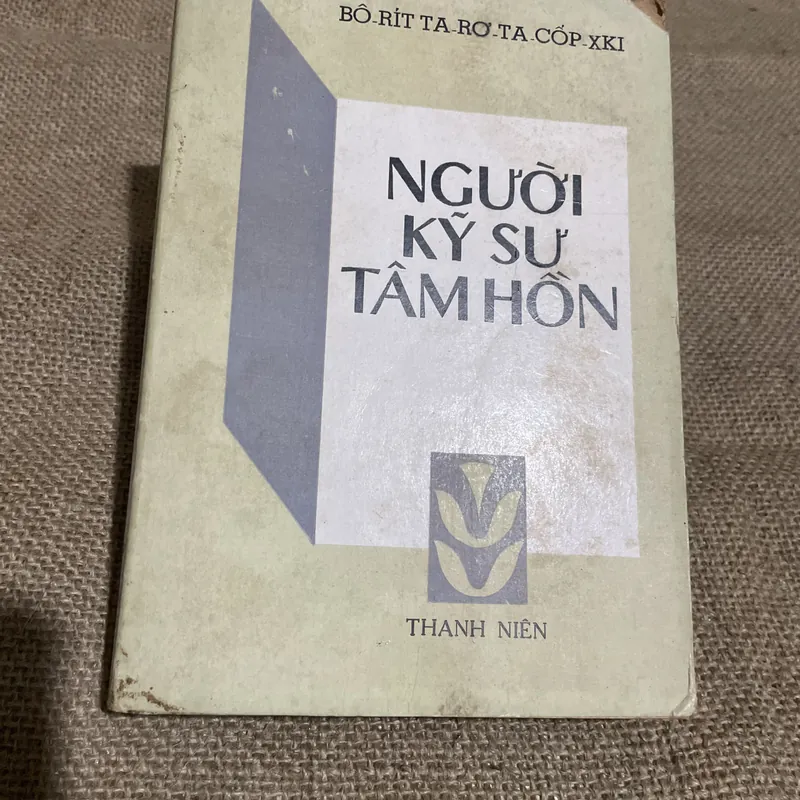 BÔ-RÍT TA-RƠ-TA-CỐP-XKI
NGƯỜI
KỸ SƯ
TÂM HỒN
THANH NIÊN